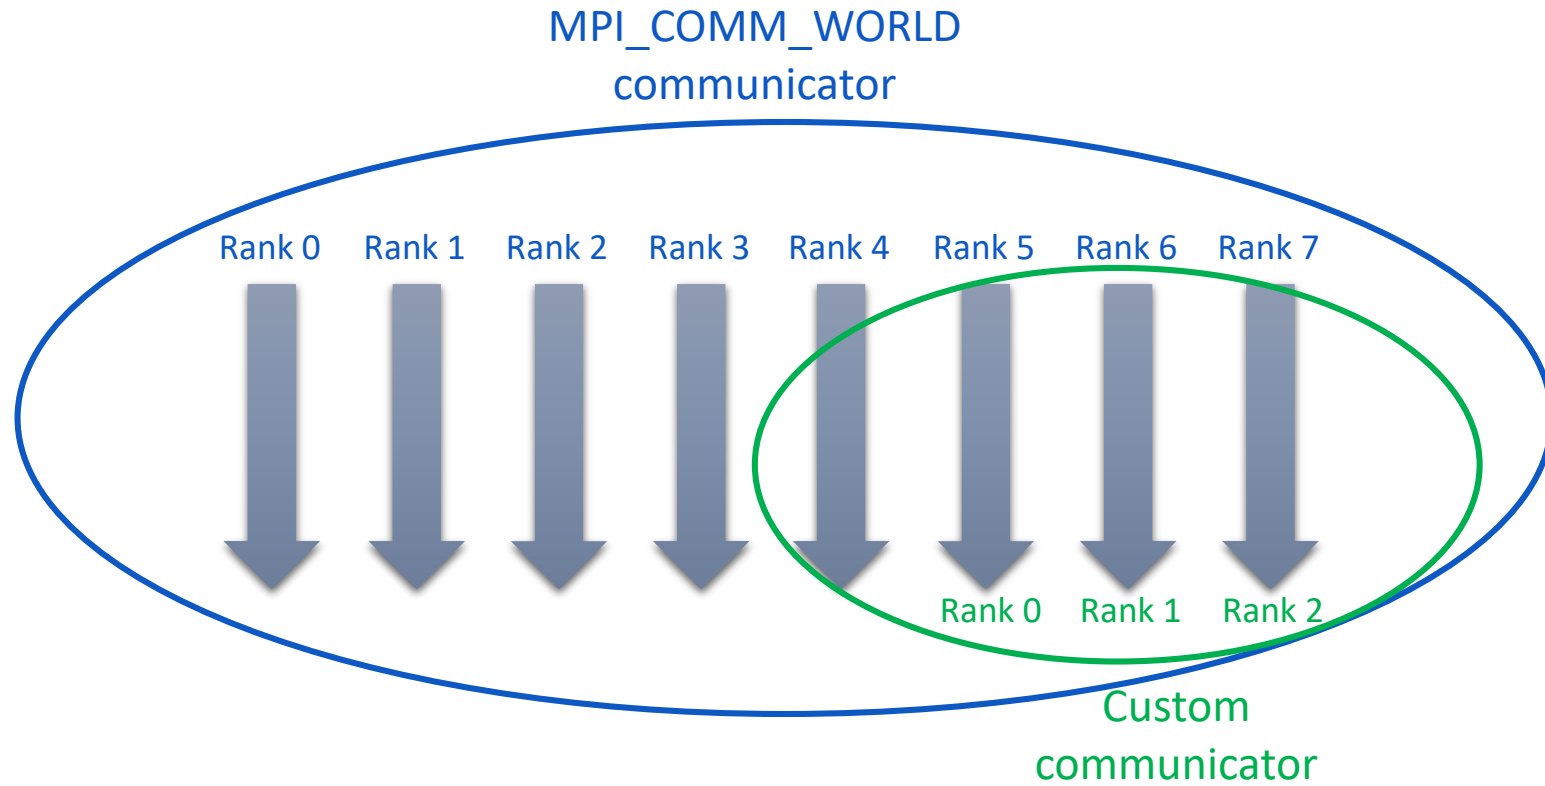 MPI_COMM_WORLD
communicator
Rank 0 Rank 1 Rank 2 Rank 3 Rank 4 Rank 5 Rank 6 Rank 7
Rank 0 Rank 1 Rank 2
Custom
communicator